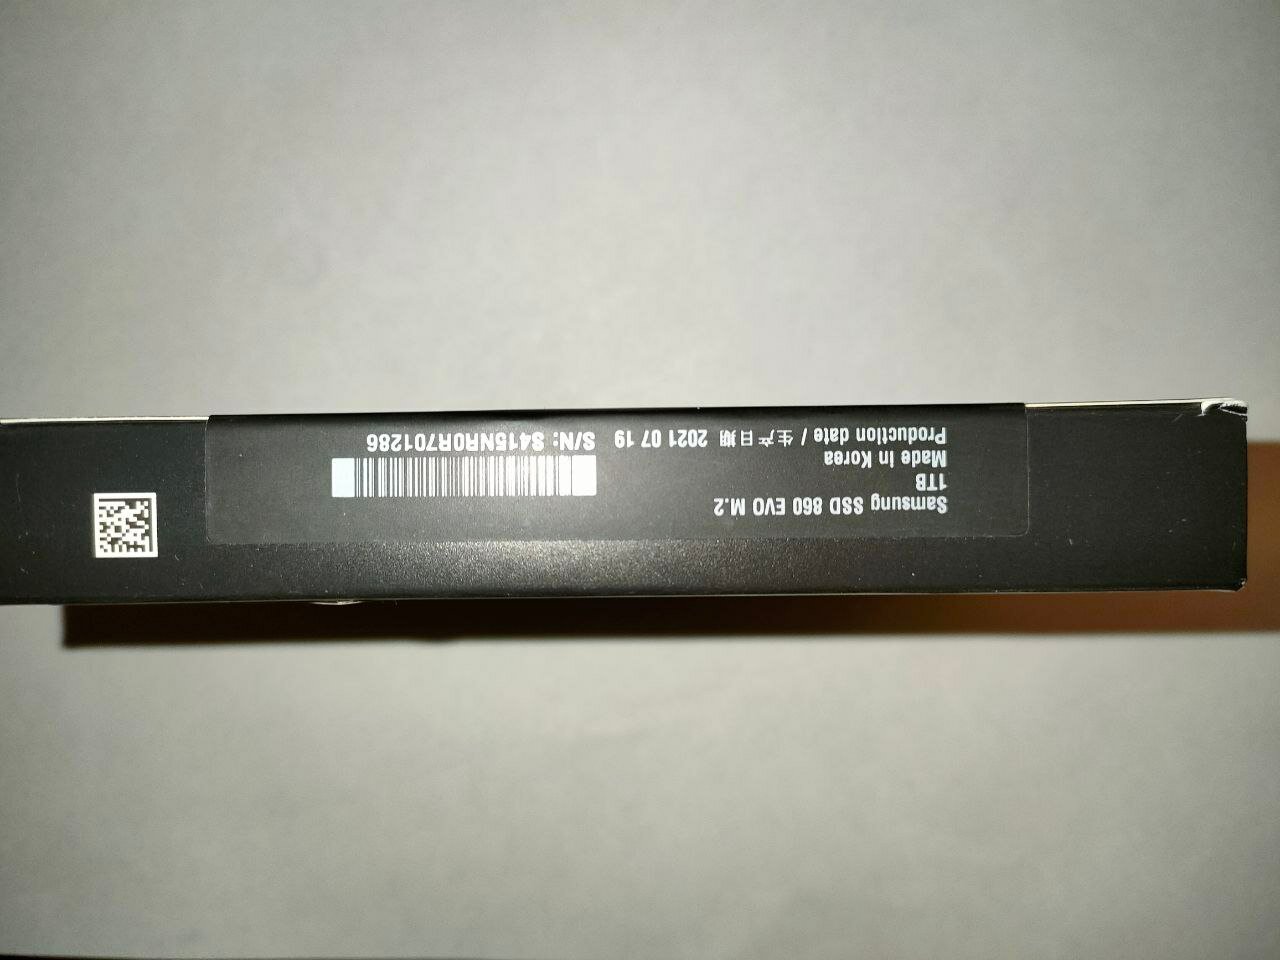 Samsung SSD 860 EVO M.2
1TB
Made in Korea
Production date / 生产日期 2021 07 19
S/N: S415NR0R701286